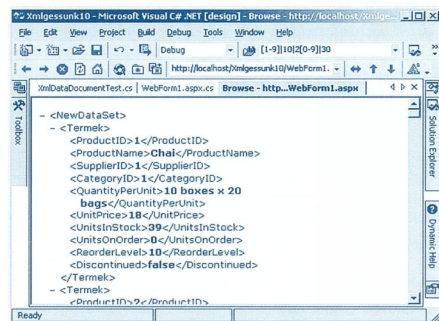 Xmlgessunk10 - Microsoft Visual C# .NET [design] - Browse - http://localhost/Xmlge...
File Edit View Project Build Debug Tools Window Help
Debug [1-9]|10|2[0-9]|30
http://localhost/Xmlgessunk10/WebForm1.
XmlDataDocumentTest.cs WebForm1.aspx.cs Browse - http...WebForm1.aspx
Toolbox
Solution Explorer
Dynamic Help
- <NewDataSet>
- <Termek>
<ProductID>1</ProductID>
<ProductName>Chai</ProductName>
<SupplierID>1</SupplierID>
<CategoryID>1</CategoryID>
<QuantityPerUnit>10 boxes x 20
bags</QuantityPerUnit>
<UnitPrice>18</UnitPrice>
<UnitsInStock>39</UnitsInStock>
<UnitsOnOrder>0</UnitsOnOrder>
<ReorderLevel>10</ReorderLevel>
<Discontinued>false</Discontinued>
</Termek>
- <Termek>
<ProductID>2</ProductID>
Ready